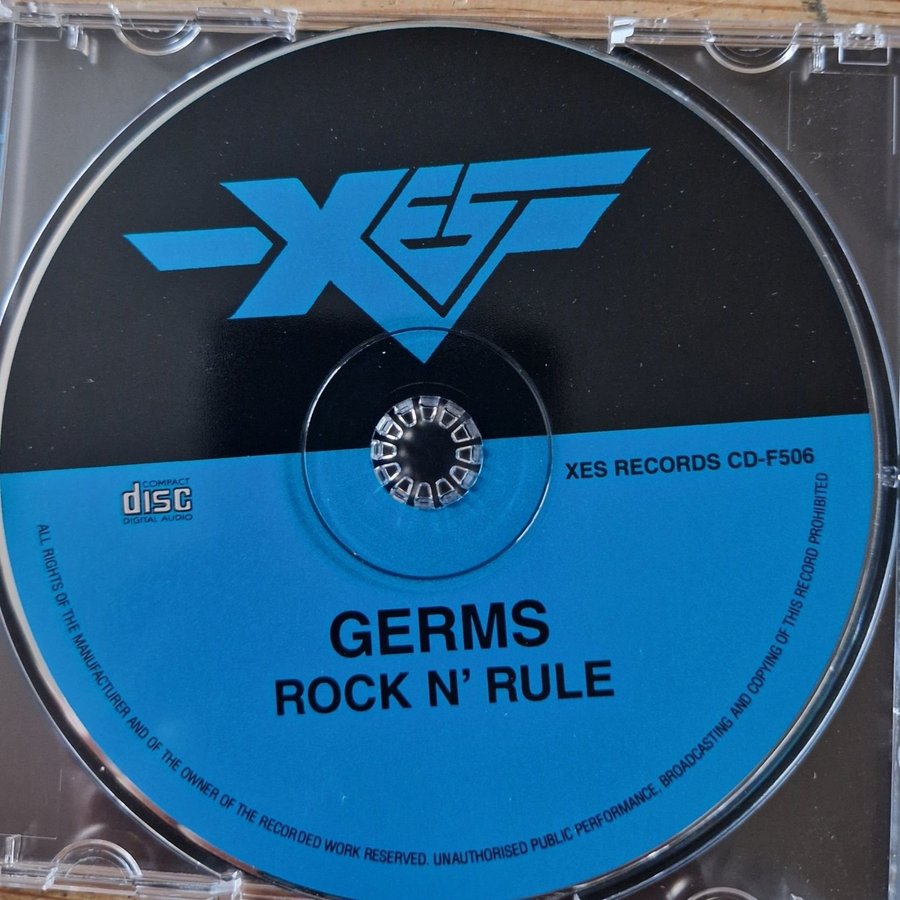 XES
XES RECORDS CD-F506
COMPACT
disc
DIGITAL AUDIO
GERMS
ROCK N' RULE
ALL RIGHTS OF THE MANUFACTURER AND OF THE OWNER OF THE RECORDED WORK RESERVED. UNAUTHORISED PUBLIC PERFORMANCE, BROADCASTING AND COPYING OF THIS RECORD PROHIBITED